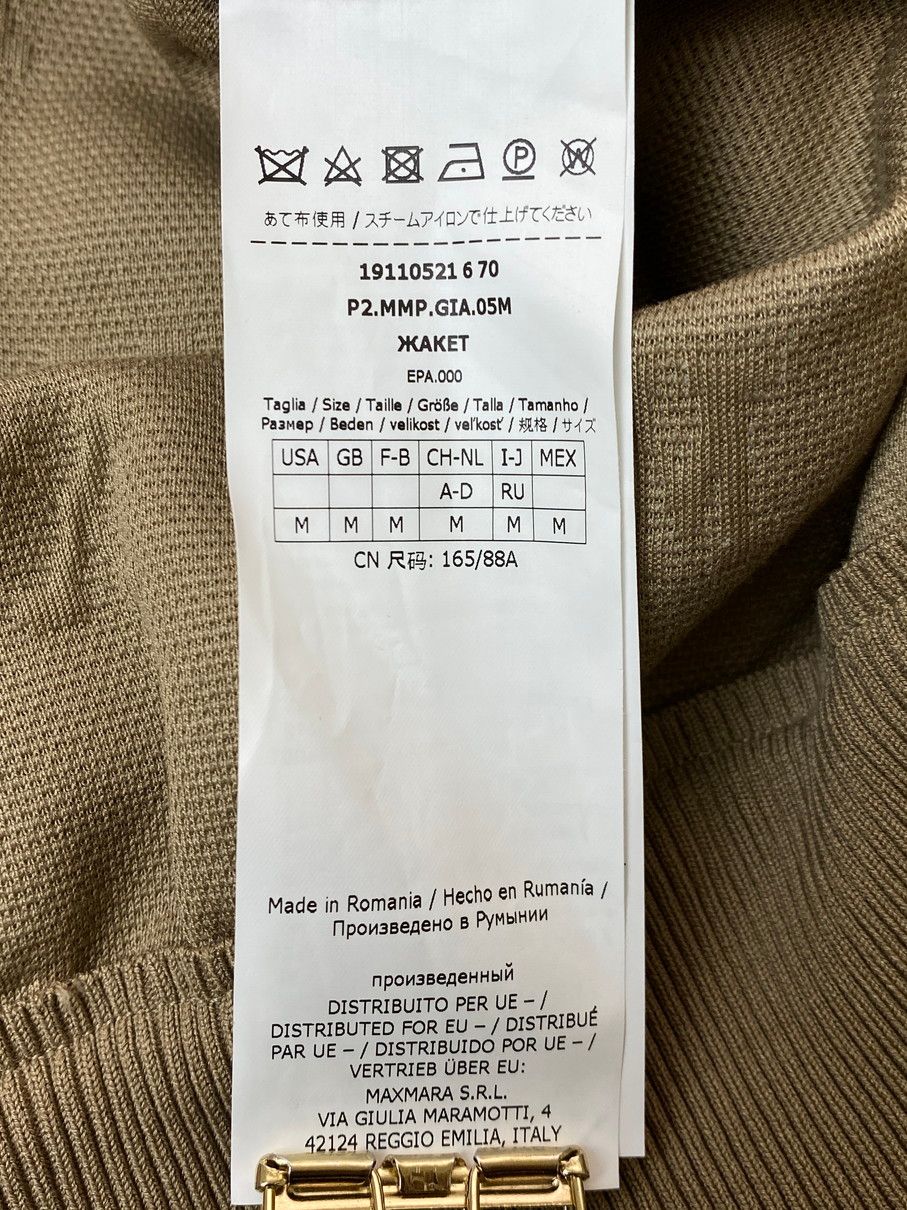 P W
あて布使用 / スチームアイロンで仕上げてください
19110521 6 70
P2.MMP.GIA.05M
ЖАКЕТ
EPA.000
Taglia / Size / Taille / Größe / Talla / Tamanho /
Размер / Beden / velikost / veľkosť / 规格 / サイズ
USA GB F-B CH-NL I-J MEX
A-D RU
M M M M M M
CN 尺码: 165/88A
Made in Romania / Hecho en Rumanía /
Произведено в Румынии
произведенный
DISTRIBUITO PER UE – /
DISTRIBUTED FOR EU – / DISTRIBUÉ
PAR UE – / DISTRIBUIDO POR UE – /
VERTRIEB ÜBER EU:
MAXMARA S.R.L.
VIA GIULIA MARAMOTTI, 4
42124 REGGIO EMILIA, ITALY